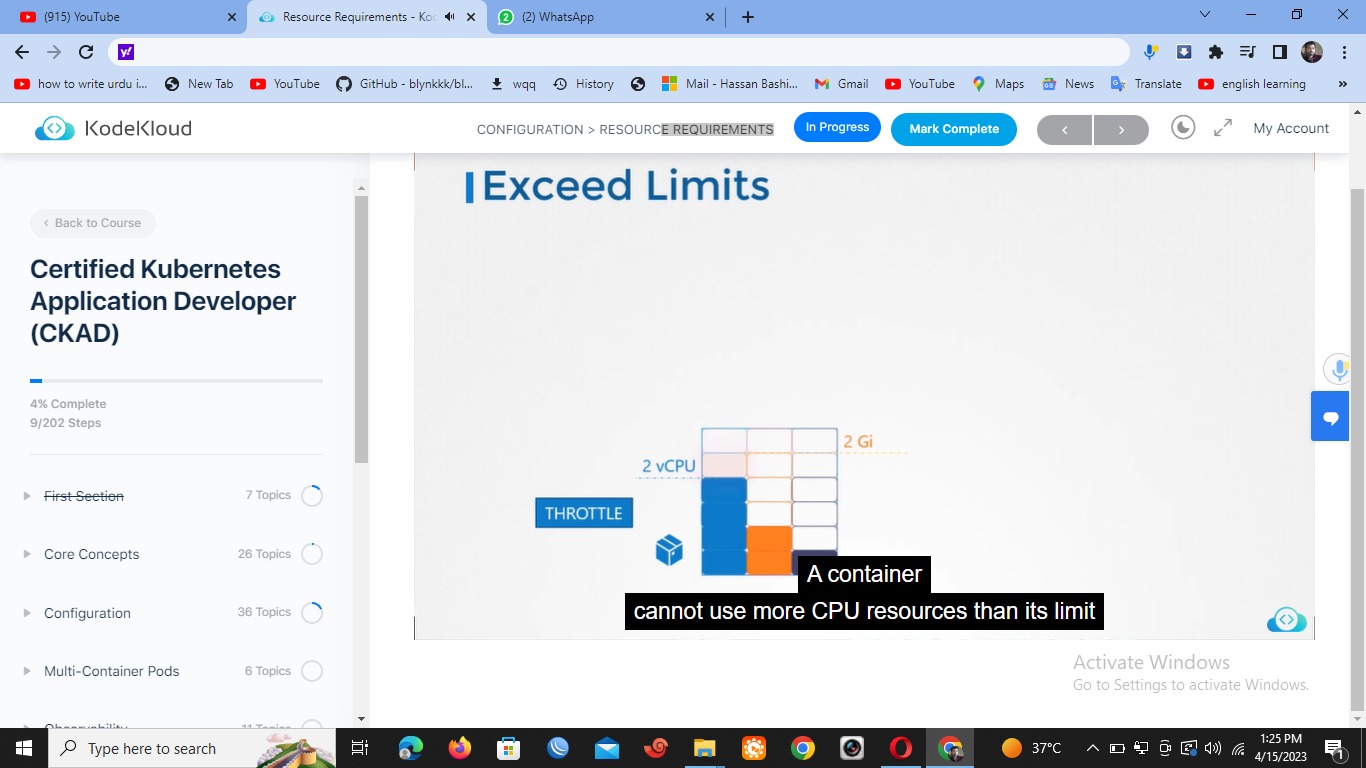 (915) YouTube
Resource Requirements - Ko
(2) WhatsApp
how to write urdu i...
New Tab
YouTube
GitHub - blynkkk/bl...
wqq
History
Mail - Hassan Bashi...
Gmail
YouTube
Maps
News
Translate
english learning
»
KodeKloud
CONFIGURATION > RESOURCE REQUIREMENTS
In Progress
Mark Complete
<
>
My Account
< Back to Course
Certified Kubernetes
Application Developer
(CKAD)
4% Complete
9/202 Steps
First Section
7 Topics
Core Concepts
26 Topics
Configuration
36 Topics
Multi-Container Pods
6 Topics
Observability
11 Topics
Exceed Limits
2 Gi
2 vCPU
THROTTLE
A container
cannot use more CPU resources than its limit
Activate Windows
Go to Settings to activate Windows.
Type here to search
37°C
1:25 PM
4/15/2023
1